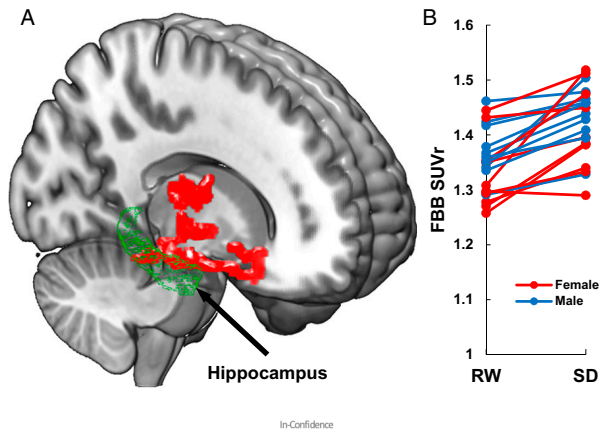 A
B
FBB SUVr
1.6
1.5
1.4
1.3
1.2
1.1
1
RW
SD
Female
Male
Hippocampus
In-Confidence